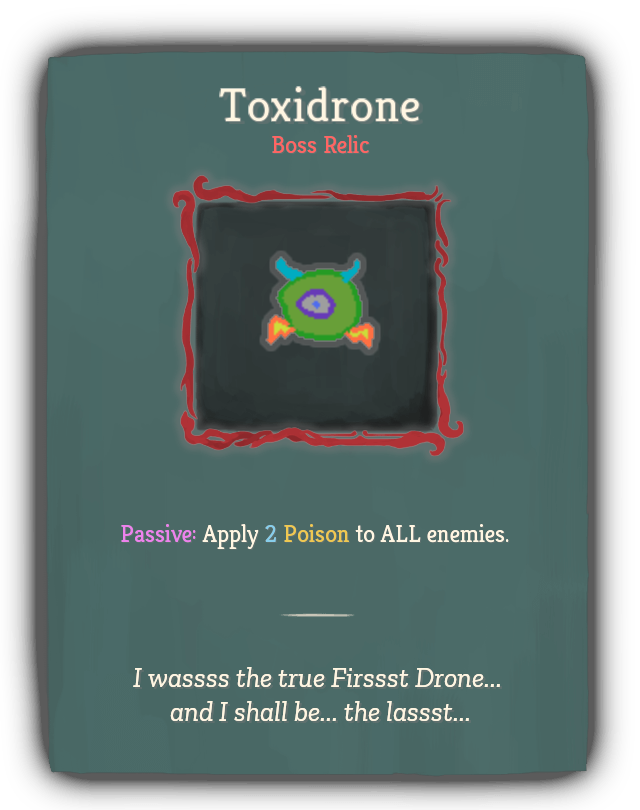 Toxidrone
Boss Relic
Passive: Apply 2 Poison to ALL enemies.
I wassss the true Firssst Drone...
and I shall be... the lassst...